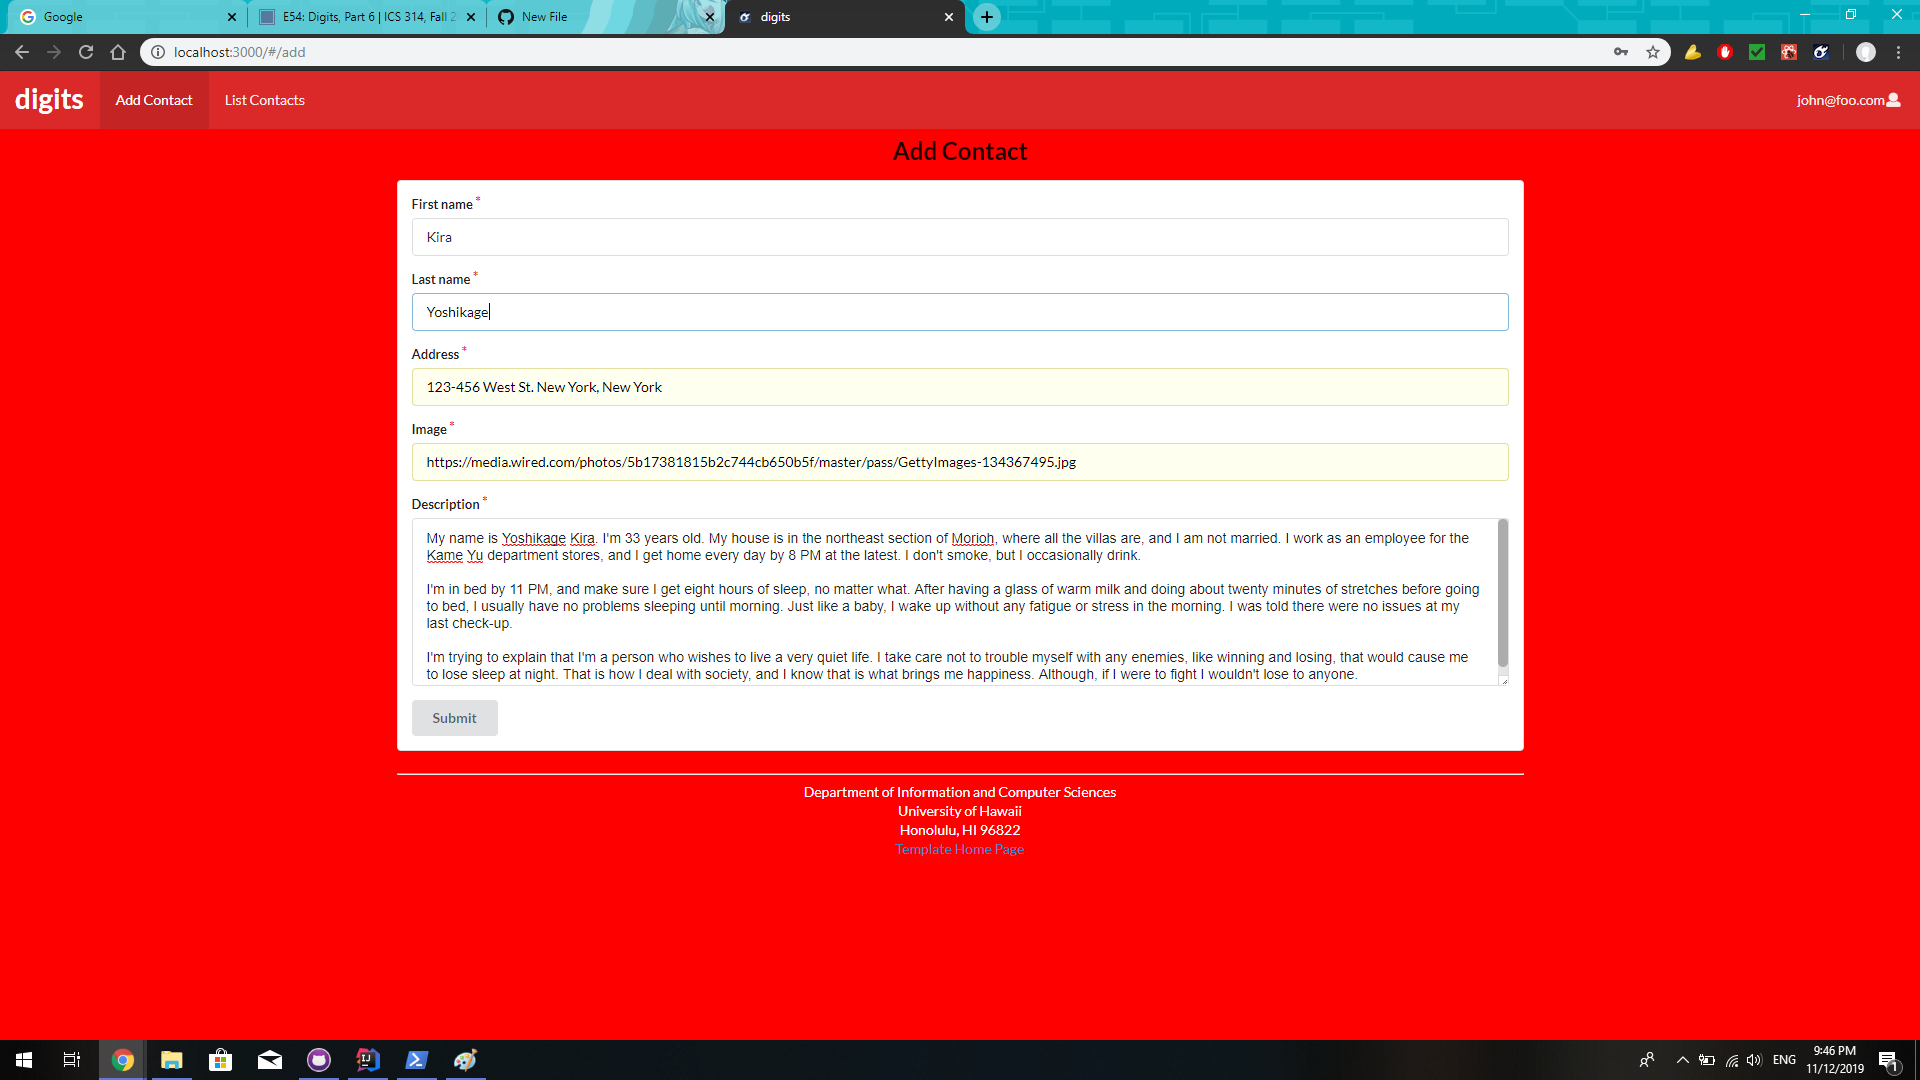 Google
E54: Digits, Part 6 | ICS 314, Fall 2
New File
digits
localhost:3000/#/add
digits
Add Contact
List Contacts
john@foo.com
Add Contact
First name *
Kira
Last name *
Yoshikage
Address *
123-456 West St. New York, New York
Image *
https://media.wired.com/photos/5b17381815b2c744cb650b5f/master/pass/GettyImages-134367495.jpg
Description *
My name is Yoshikage Kira. I'm 33 years old. My house is in the northeast section of Morioh, where all the villas are, and I am not married. I work as an employee for the
Kame Yu department stores, and I get home every day by 8 PM at the latest. I don't smoke, but I occasionally drink.
I'm in bed by 11 PM, and make sure I get eight hours of sleep, no matter what. After having a glass of warm milk and doing about twenty minutes of stretches before going
to bed, I usually have no problems sleeping until morning. Just like a baby, I wake up without any fatigue or stress in the morning. I was told there were no issues at my
last check-up.
I'm trying to explain that I'm a person who wishes to live a very quiet life. I take care not to trouble myself with any enemies, like winning and losing, that would cause me
to lose sleep at night. That is how I deal with society, and I know that is what brings me happiness. Although, if I were to fight I wouldn't lose to anyone.
Submit
Department of Information and Computer Sciences
University of Hawaii
Honolulu, HI 96822
Template Home Page
ENG
9:46 PM
11/12/2019
1